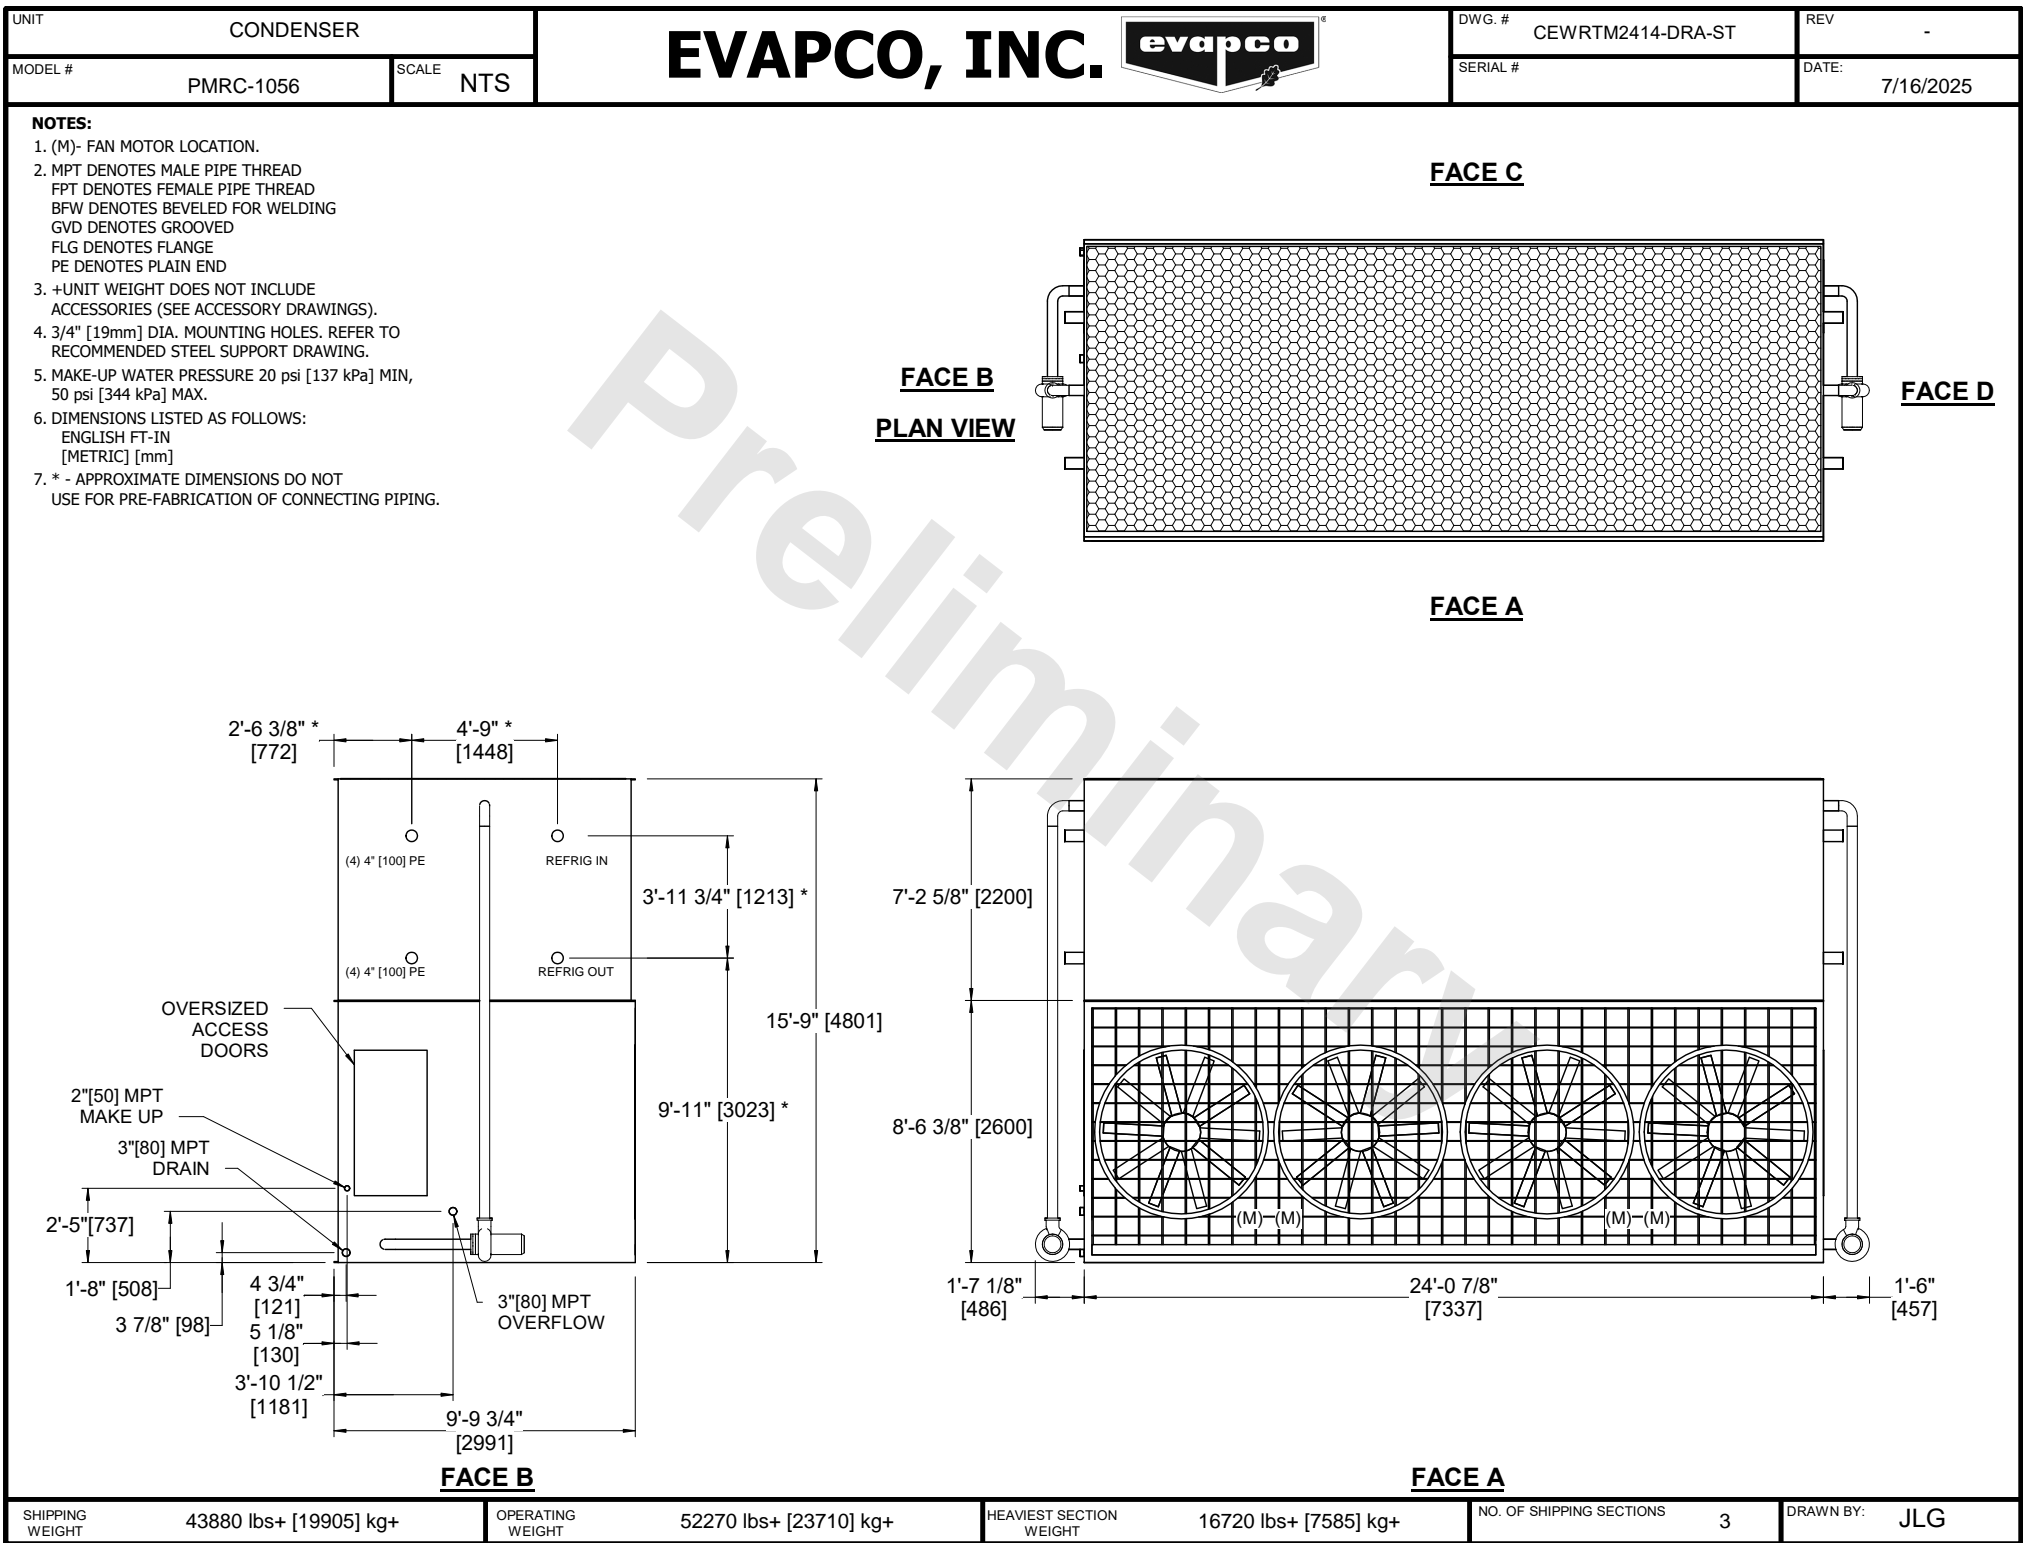 UNIT
CONDENSER
MODEL #
PMRC-1056
SCALE
NTS
EVAPCO, INC.
evapco
®
DWG. #
CEWRTM2414-DRA-ST
REV
-
SERIAL #
DATE:
7/16/2025
NOTES:
1. (M)- FAN MOTOR LOCATION.
2. MPT DENOTES MALE PIPE THREAD
FPT DENOTES FEMALE PIPE THREAD
BFW DENOTES BEVELED FOR WELDING
GVD DENOTES GROOVED
FLG DENOTES FLANGE
PE DENOTES PLAIN END
3. +UNIT WEIGHT DOES NOT INCLUDE
ACCESSORIES (SEE ACCESSORY DRAWINGS).
4. 3/4" [19mm] DIA. MOUNTING HOLES. REFER TO
RECOMMENDED STEEL SUPPORT DRAWING.
5. MAKE-UP WATER PRESSURE 20 psi [137 kPa] MIN,
50 psi [344 kPa] MAX.
6. DIMENSIONS LISTED AS FOLLOWS:
ENGLISH FT-IN
[METRIC] [mm]
7. * - APPROXIMATE DIMENSIONS DO NOT
USE FOR PRE-FABRICATION OF CONNECTING PIPING.
FACE C
FACE B
PLAN VIEW
FACE D
FACE A
Preliminary
2'-6 3/8" *
[772]
4'-9" *
[1448]
(4) 4" [100] PE
REFRIG IN
3'-11 3/4" [1213] *
(4) 4" [100] PE
REFRIG OUT
OVERSIZED
ACCESS
DOORS
15'-9" [4801]
2"[50] MPT
MAKE UP
9'-11" [3023] *
3"[80] MPT
DRAIN
2'-5"[737]
1'-8" [508]
3 7/8" [98]
4 3/4"
[121]
5 1/8"
[130]
3"[80] MPT
OVERFLOW
3'-10 1/2"
[1181]
9'-9 3/4"
[2991]
FACE B
7'-2 5/8" [2200]
8'-6 3/8" [2600]
(M) (M)
(M) (M)
1'-7 1/8"
[486]
24'-0 7/8"
[7337]
1'-6"
[457]
FACE A
SHIPPING
WEIGHT
43880 lbs+ [19905] kg+
OPERATING
WEIGHT
52270 lbs+ [23710] kg+
HEAVIEST SECTION
WEIGHT
16720 lbs+ [7585] kg+
NO. OF SHIPPING SECTIONS
3
DRAWN BY:
JLG